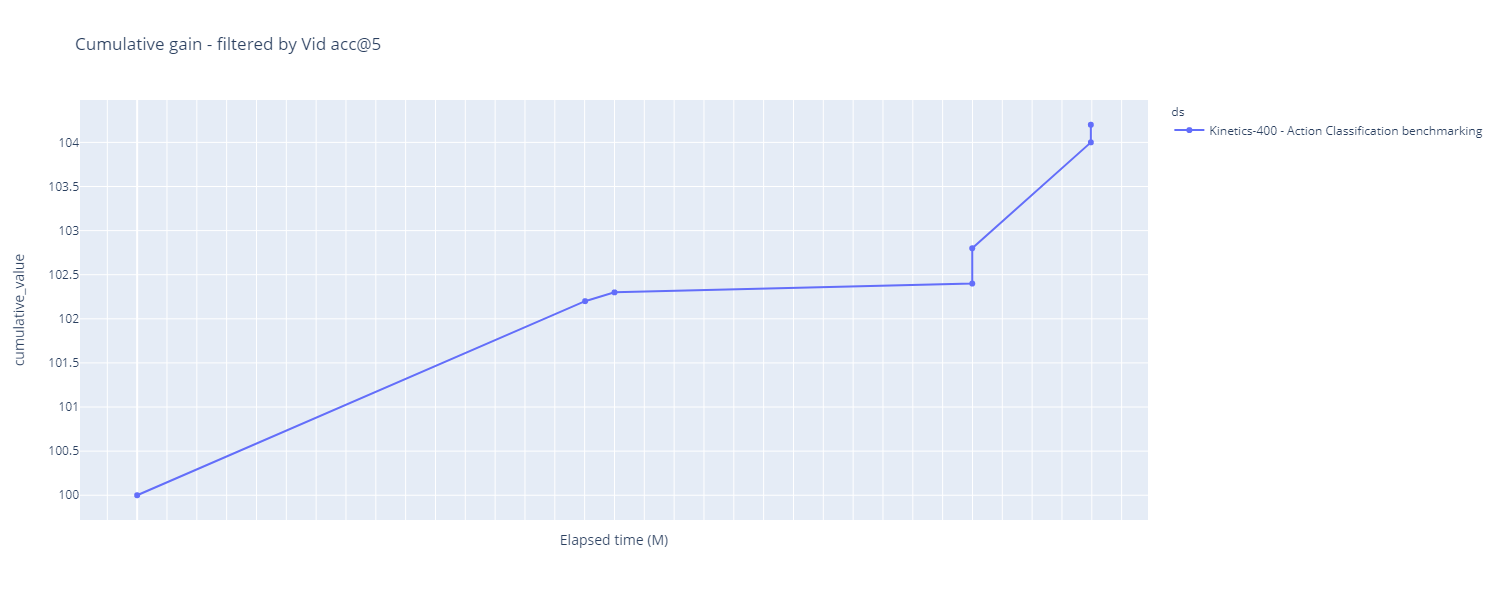 Cumulative gain - filtered by Vid acc@5
ds
Kinetics-400 - Action Classification benchmarking
104
103.5
103
102.5
102
101.5
101
100.5
100
cumulative_value
Elapsed time (M)